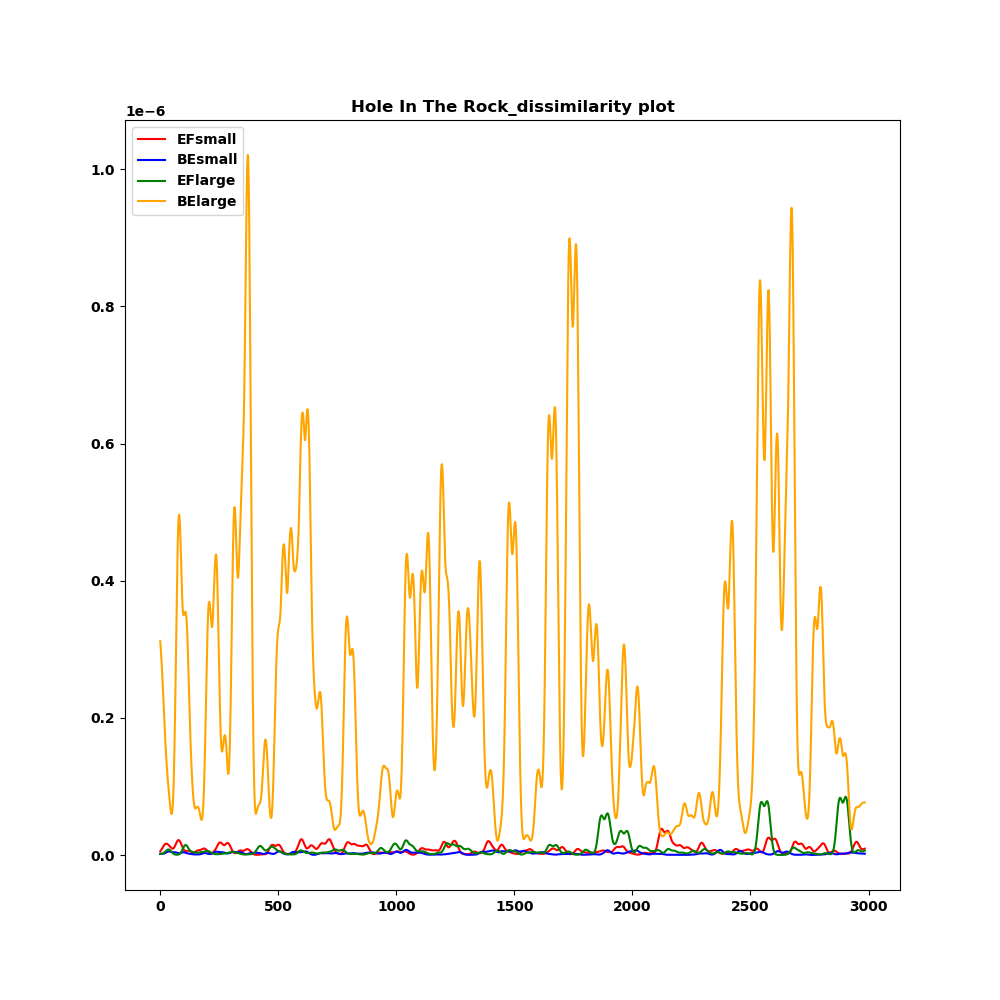 Hole In The Rock_dissimilarity plot
1e−6
EFsmall
BEsmall
EFlarge
BElarge
1.0
0.8
0.6
0.4
0.2
0.0
0 500 1000 1500 2000 2500 3000